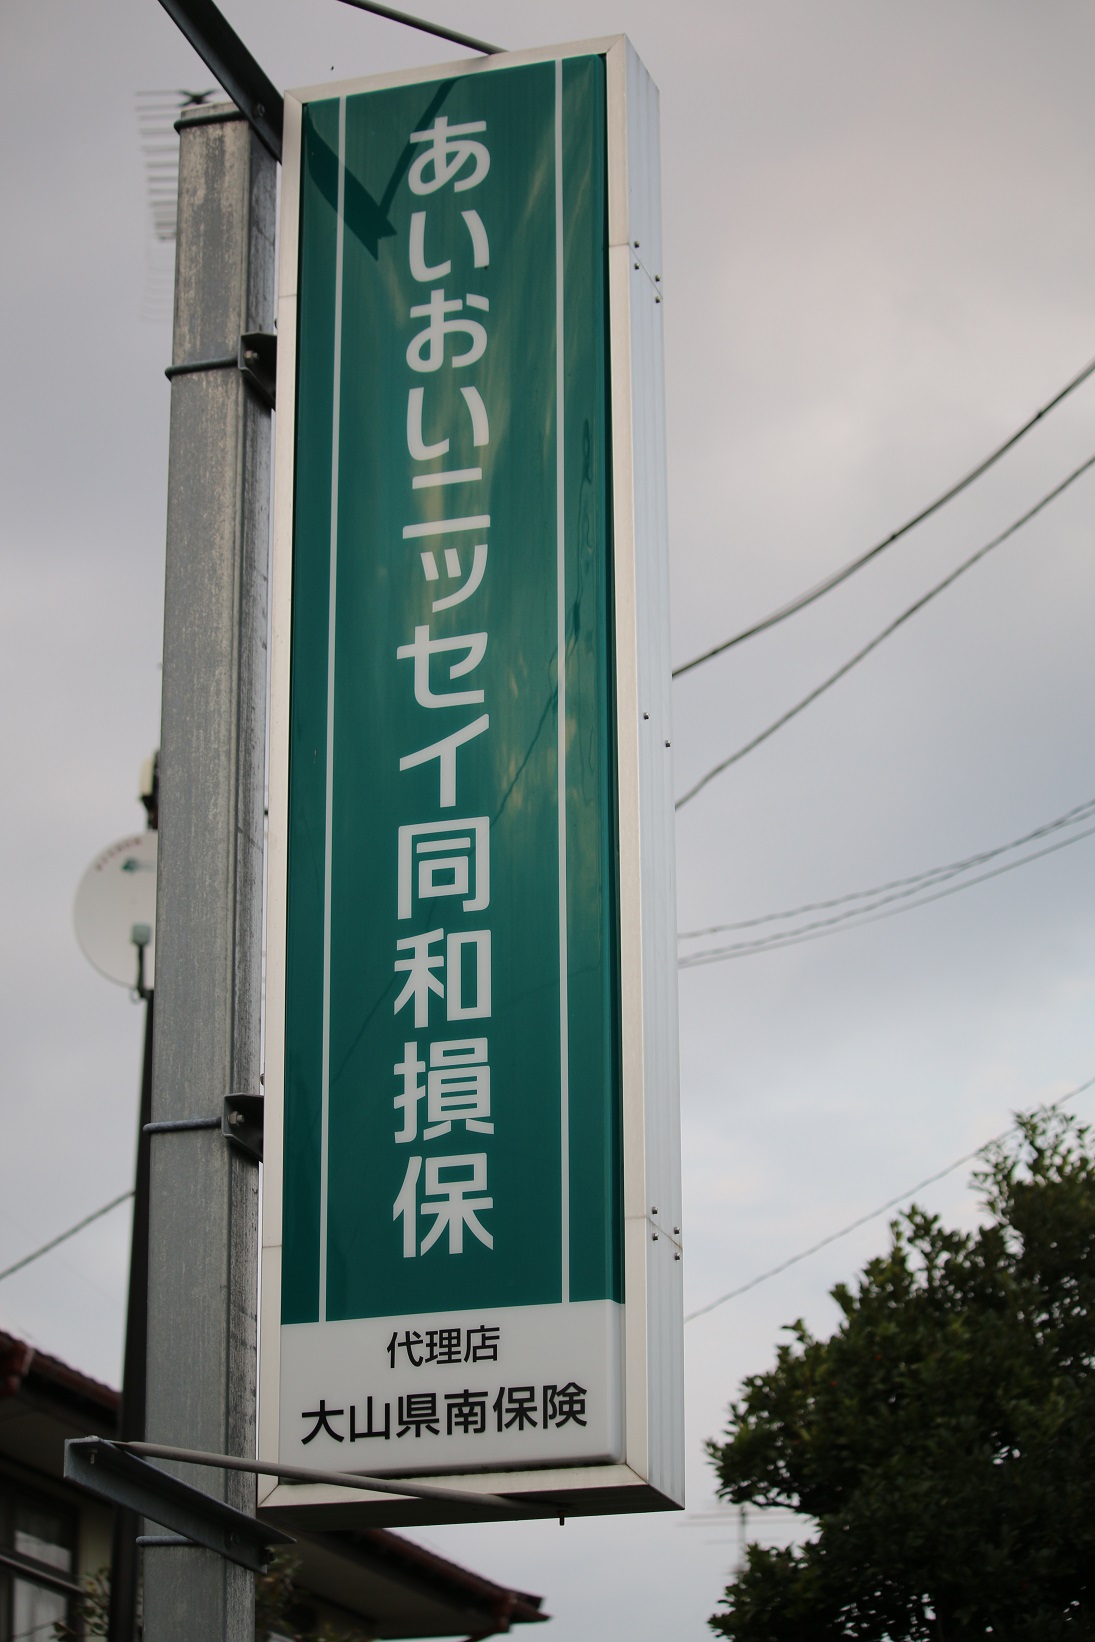 あいおいニッセイ同和損保
代理店
大山県南保険